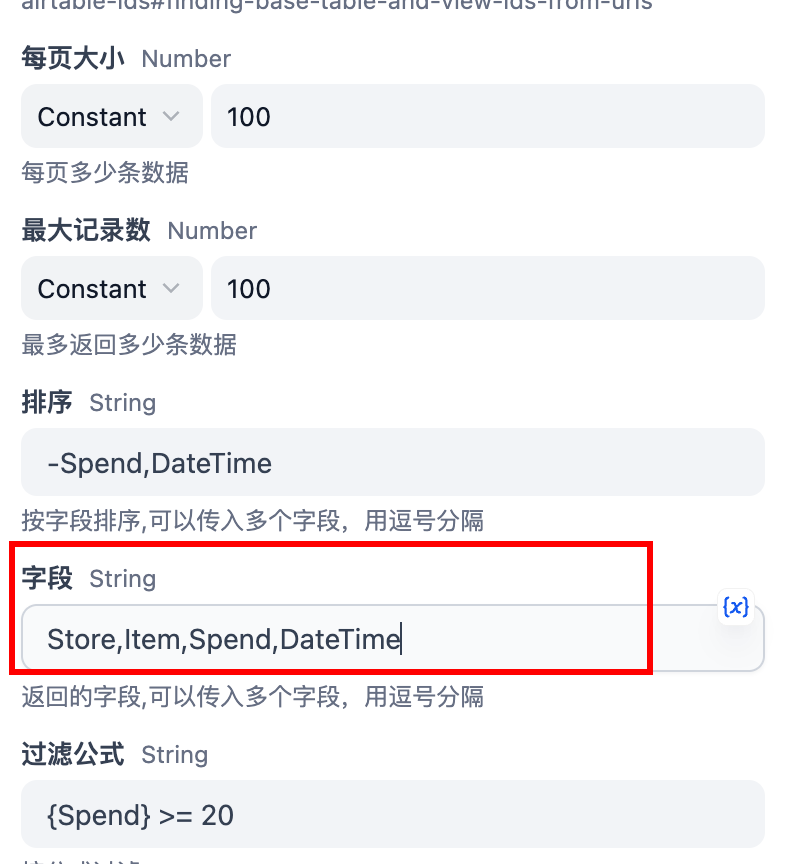 airtable-ids#finding-base-table-and-view-ids-from-urls
每页大小 Number
Constant 100
每页多少条数据
最大记录数 Number
Constant 100
最多返回多少条数据
排序 String
-Spend,DateTime
按字段排序,可以传入多个字段，用逗号分隔
字段 String
{x}
Store,Item,Spend,DateTime
返回的字段,可以传入多个字段，用逗号分隔
过滤公式 String
{Spend} >= 20